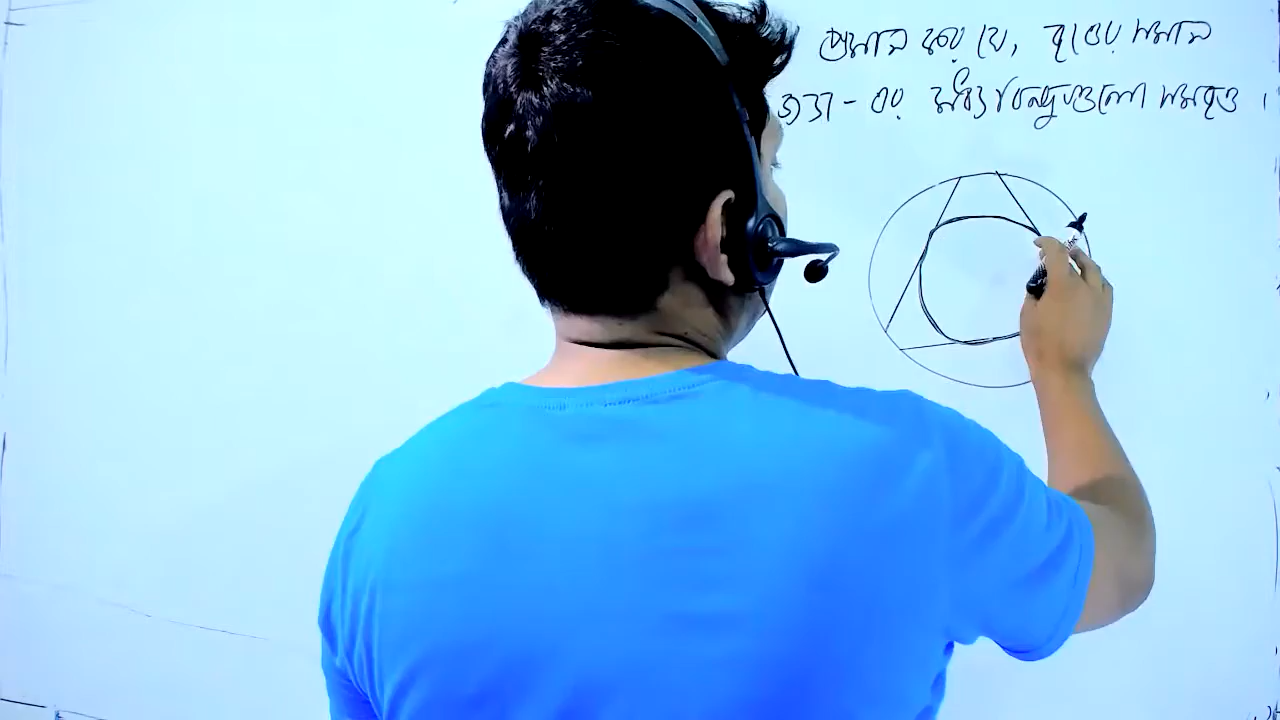 প্রমাণ কর যে, বৃত্তের সমান
জ্যা - এর মধ্যবিন্দুগুলো সমবৃত্ত ।